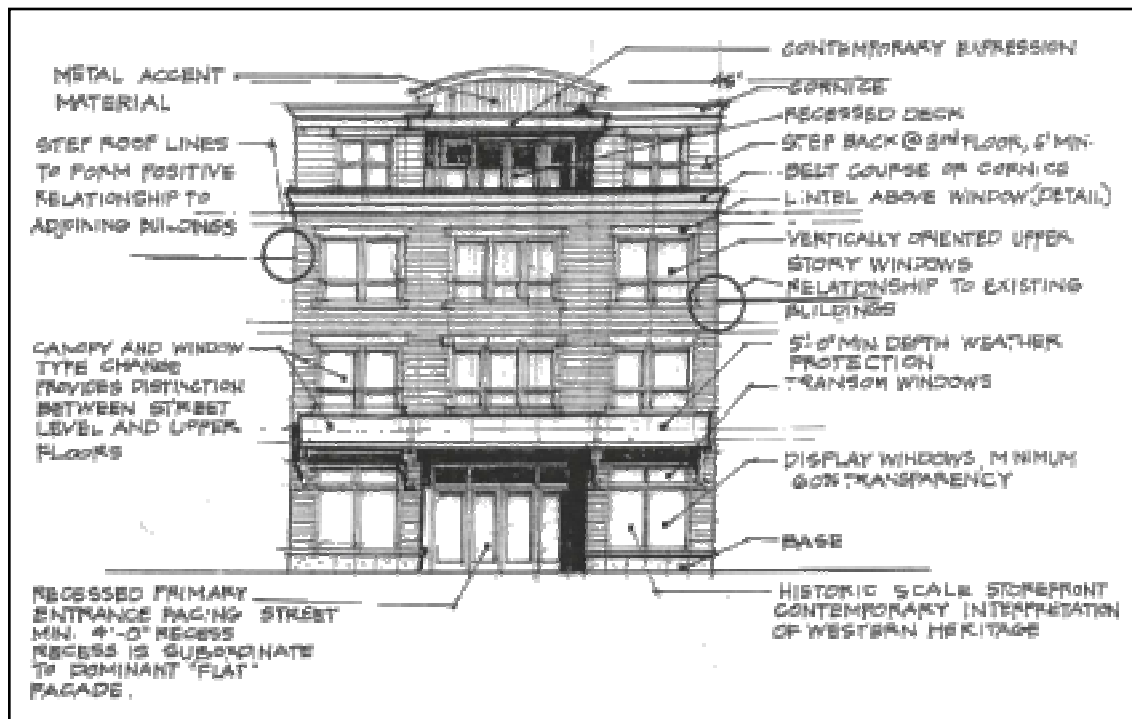 METAL ACCENT
MATERIAL
STEP ROOF LINES
TO FORM POSITIVE
RELATIONSHIP TO
ADJOINING BUILDINGS
CANOPY AND WINDOW
TYPE CHANGE
PROVIDES DISTINCTION
BETWEEN STREET
LEVEL AND UPPER
FLOORS
RECESSED PRIMARY
ENTRANCE FACING STREET
MIN. 4'-0" RECESS
RECESS IS SUBORDINATE
TO DOMINANT "FLAT"
FACADE.
CONTEMPORARY EXPRESSION
45'
CORNICE
RECESSED DECK
STEP BACK @ 3RD FLOOR, 6' MIN.
BELT COURSE OR CORNICE
LINTEL ABOVE WINDOW (DETAIL)
VERTICALLY ORIENTED UPPER
STORY WINDOWS
RELATIONSHIP TO EXISTING
BUILDINGS
5'-0" MIN. DEPTH WEATHER
PROTECTION
TRANSOM WINDOWS
DISPLAY WINDOWS, MINIMUM
60% TRANSPARENCY
BASE
HISTORIC SCALE STOREFRONT
CONTEMPORARY INTERPRETATION
OF WESTERN HERITAGE